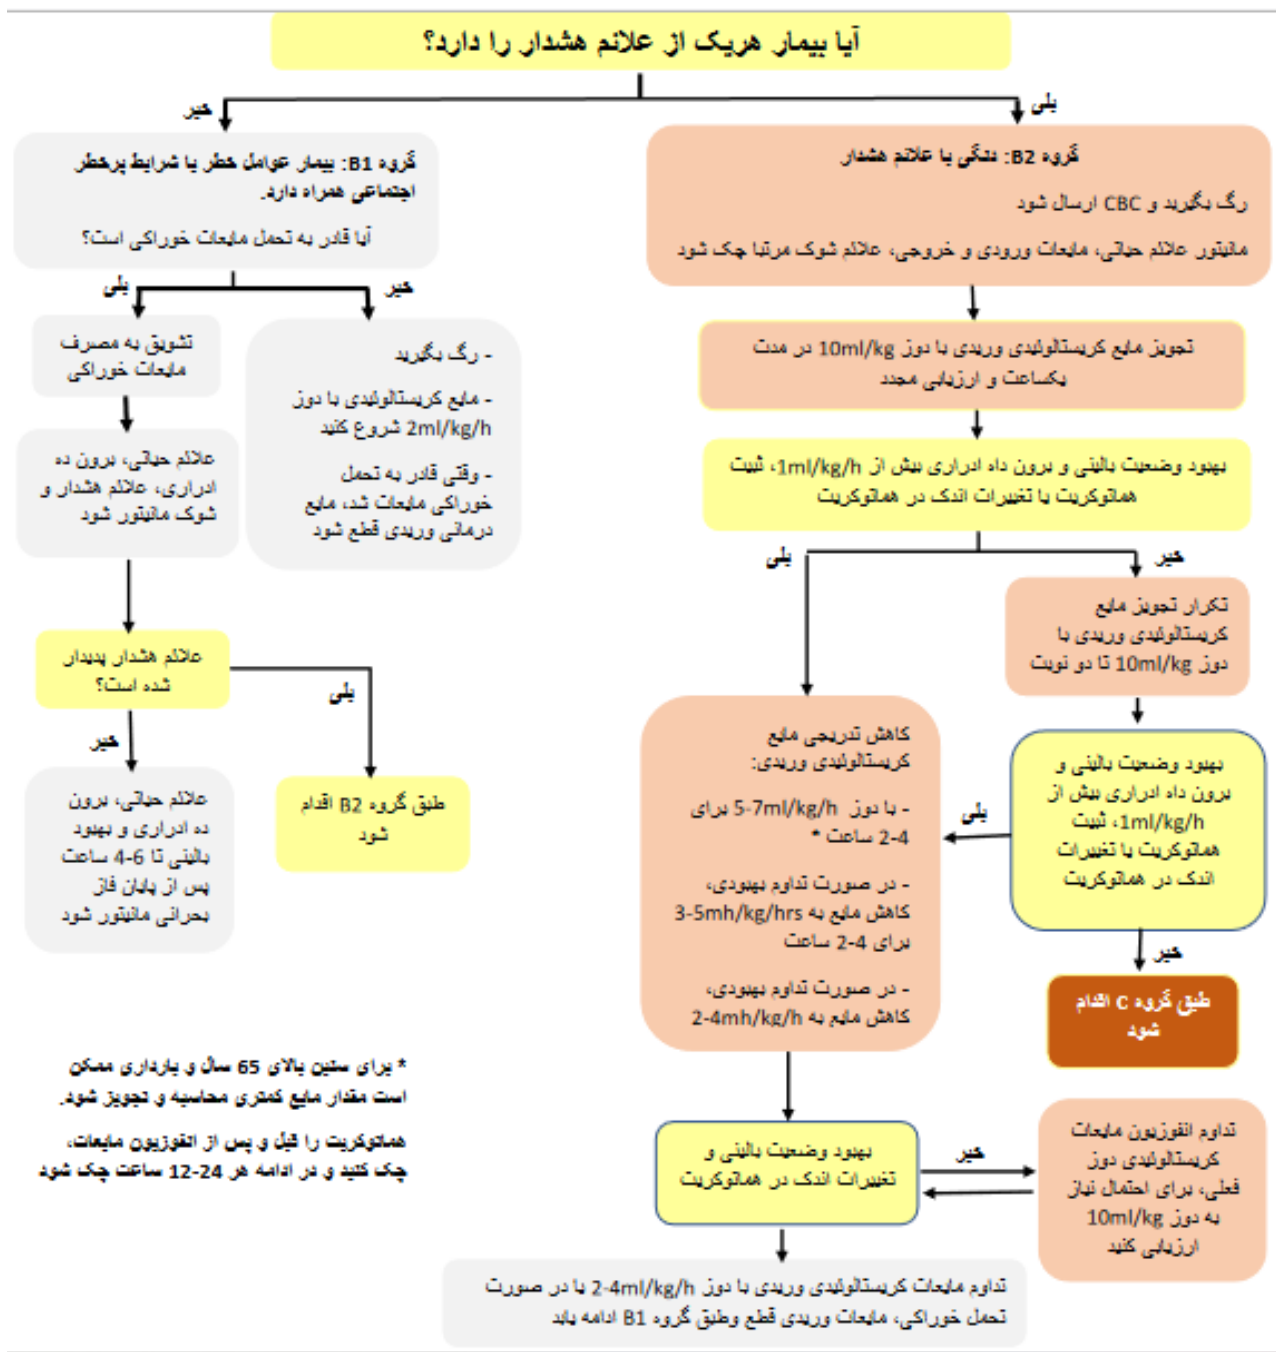 آیا بیمار هریک از علائم هشدار را دارد؟
بلی
خیر
گروه B2: دنگی با علائم هشدار
رگ بگیرید و CBC ارسال شود
مانیتور علائم حیاتی، مایعات ورودی و خروجی، علائم شوک مرتبا چک شود
تجویز مایع کریستالوئیدی وریدی با دوز 10ml/kg در مدت
یکساعت و ارزیابی مجدد
بهبود وضعیت بالینی و برون داه ادراری بیش از 1ml/kg/h، ثبیت
هماتوکریت یا تغییرات اندک در هماتوکریت
خیر
بلی
تکرار تجویز مایع
کریستالوئیدی وریدی با
دوز 10ml/kg تا دو نوبت
بهبود وضعیت بالینی و
برون داه ادراری بیش از
1ml/kg/h، ثبیت
هماتوکریت یا تغییرات
اندک در هماتوکریت
بلی
خیر
طبق گروه C اقدام
شود
کاهش تدریجی مایع
کریستالوئیدی وریدی:
- با دوز 5-7ml/kg/h برای
2-4 ساعت *
- در صورت تداوم بهبودی،
کاهش مایع به 3-5mh/kg/hrs
برای 4-2 ساعت
- در صورت تداوم بهبودی،
کاهش مایع به 2-4mh/kg/h
بهبود وضعیت بالینی و
تغییرات اندک در هماتوکریت
خیر
تداوم انفوزیون مایعات
کریستالوئیدی دوز
فعلی، برای احتمال نیاز
به دوز 10ml/kg
ارزیابی کنید
تداوم مایعات کریستالوئیدی وریدی با دوز 2-4ml/kg/h یا در صورت
تحمل خوراکی، مایعات وریدی قطع وطبق گروه B1 ادامه یابد
گروه B1: بیمار عوامل خطر یا شرایط پرخطر
اجتماعی همراه دارد.
آیا قادر به تحمل مایعات خوراکی است؟
خیر
بلی
- رگ بگیرید
- مایع کریستالوئیدی با دوز
2ml/kg/h شروع کنید
- وقتی قادر به تحمل
خوراکی مایعات شد، مایع
درمانی وریدی قطع شود
تشویق به مصرف
مایعات خوراکی
علائم حیاتی، برون ده
ادراری، علائم هشدار و
شوک مانیتور شود
علائم هشدار پدیدار
شده است؟
بلی
خیر
طبق گروه B2 اقدام
شود
علائم حیاتی، برون
ده ادراری و بهبود
بالینی تا 6-4 ساعت
پس از پایان فاز
بحرانی مانیتور شود
* برای سنین بالای 65 سال و بارداری ممکن
است مقدار مایع کمتری محاسبه و تجویز شود.
هماتوکریت را قبل و پس از انفوزیون مایعات،
چک کنید و در ادامه هر 24-12 ساعت چک شود